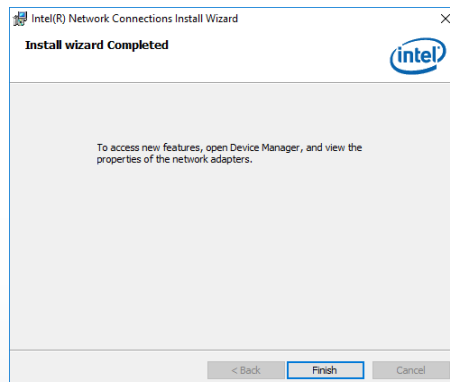 Intel(R) Network Connections Install Wizard
Install wizard Completed
intel
To access new features, open Device Manager, and view the
properties of the network adapters.
< Back
Finish
Cancel